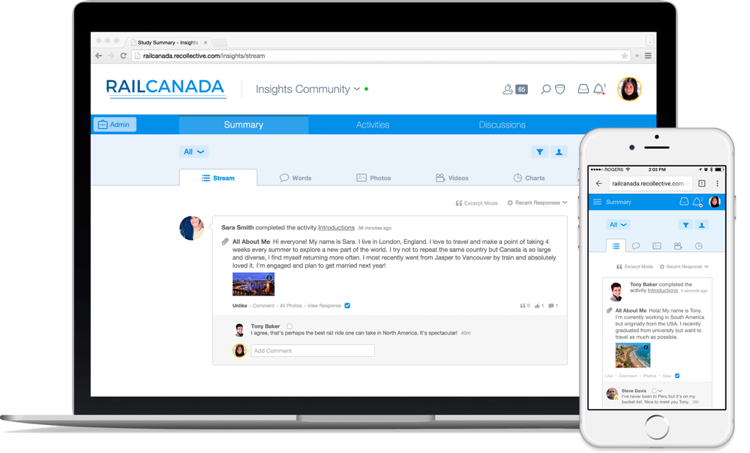 Study Summary - Insights
railcanada.recollective.com/insights/stream
RAILCANADA
Insights Community
65
Admin
Summary
Activities
Discussions
All
Stream
Words
Photos
Videos
Charts
Excerpt Mode
Recent Responses
Sara Smith completed the activity Introductions 38 minutes ago
All About Me Hi everyone! My name is Sara. I live in London, England. I love to travel and make a point of taking 4
weeks every summer to explore a new part of the world. I try not to repeat the same country but Canada is so large
and diverse, I find myself returning more often. I most recently went from Jasper to Vancouver by train and absolutely
loved it. I'm engaged and plan to get married next year!
Unlike · Comment · All Photos · View Response
0 1 1
Tony Baker
I agree, that's perhaps the best rail ride one can take in North America. It's spectacular! 40m
Add Comment
ROGERS
2:03 PM
railcanada.recollective.com
1
Summary
All
Excerpt Mode
Recent Response
Tony Baker completed the
activity Introductions 4 seconds ago
All About Me Hola! My name is Tony.
I'm currently working in South America
but originally from the USA. I recently
graduated from university but want to
travel as much as possible.
Like · Comment · Photos · View
Steve Davis
I've never been to Peru but it's on my
bucket list. Nice to meet you Tony.